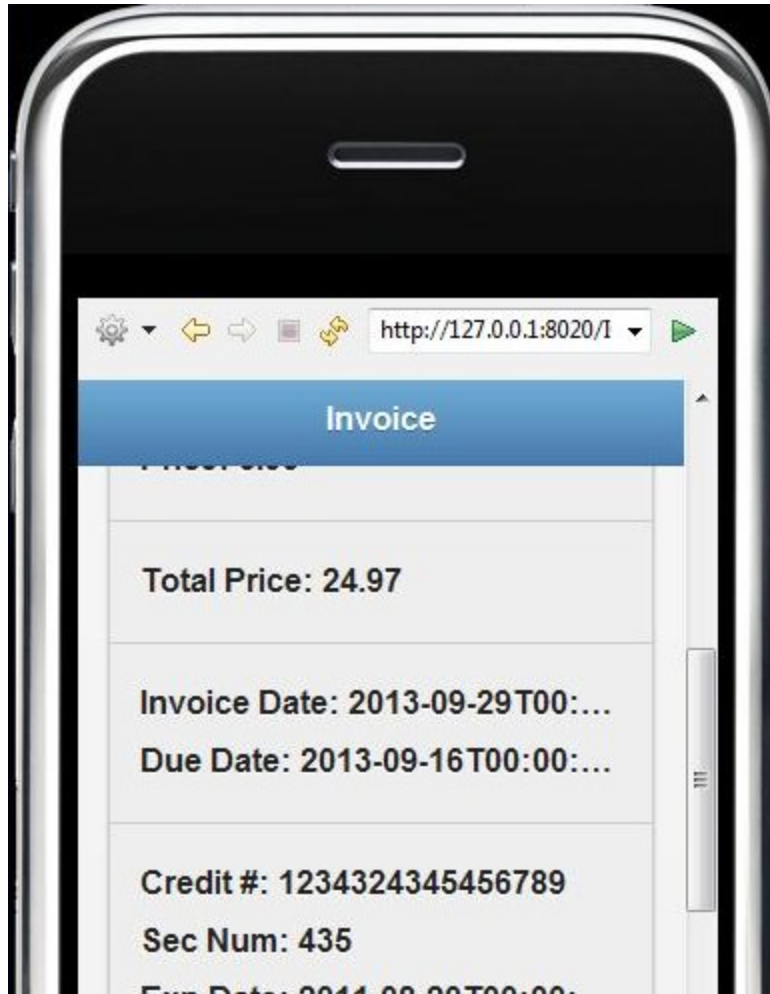 http://127.0.0.1:8020/I
Invoice
Total Price: 24.97
Invoice Date: 2013-09-29T00:…
Due Date: 2013-09-16T00:00:…
Credit #: 1234324345456789
Sec Num: 435